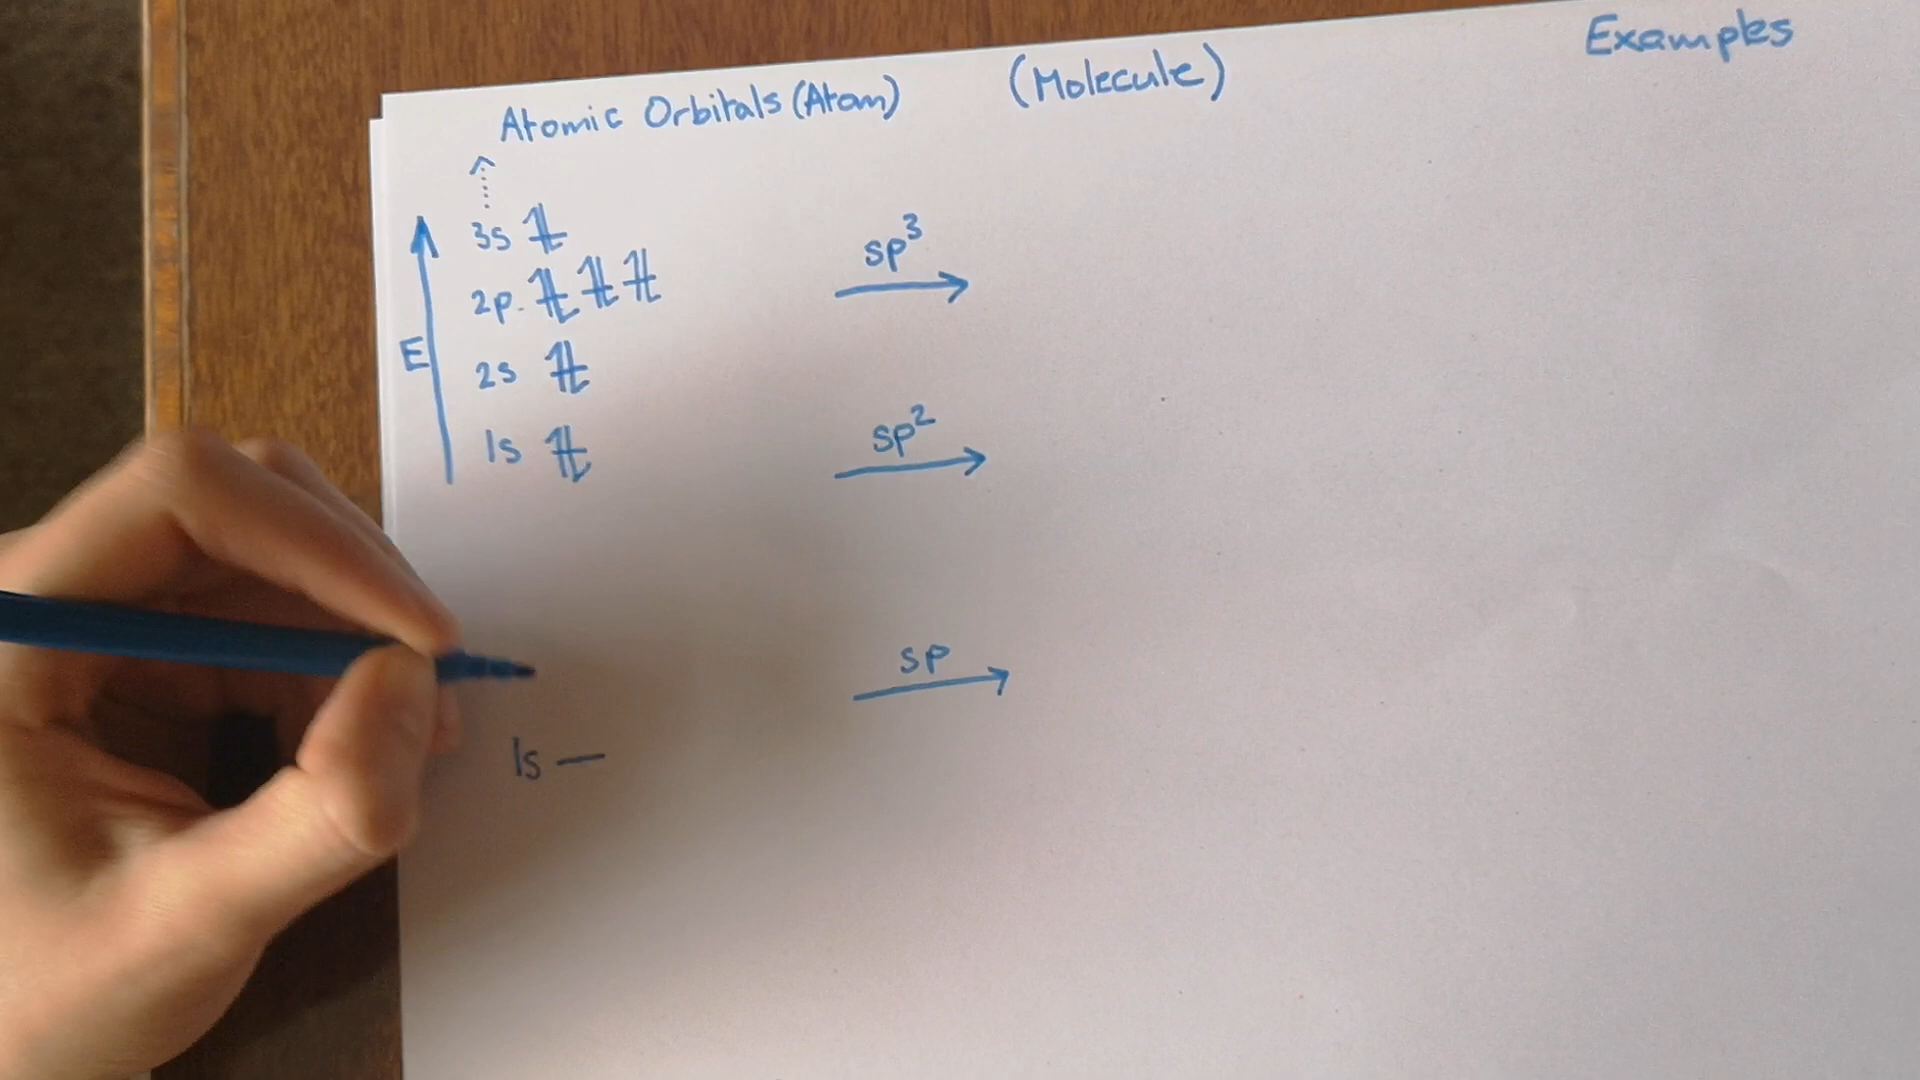 Atomic Orbitals (Atom)
(Molecule)
Examples
3s ⥮
2p ⥮ ⥮ ⥮
2s ⥮
1s ⥮
E
sp³
sp²
sp
1s —